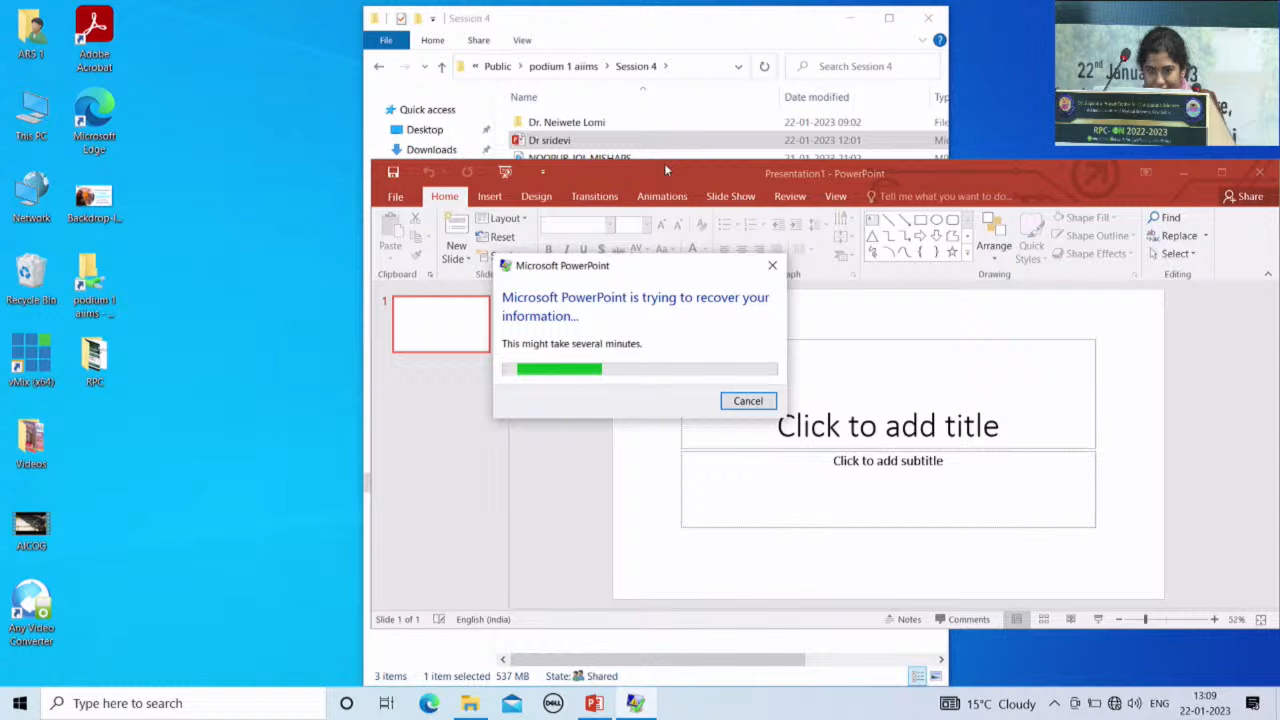 ARS 1
Adobe
Acrobat
This PC
Microsoft
Edge
Network
Backdrop-I...
Recycle Bin
podium 1
aiims - ...
vMix (x64)
RPC
Videos
AICOG
Any Video
Converter
Session 4
File
Home
Share
View
Public
podium 1 aiims
Session 4
Search Session 4
Name
Date modified
Typ
Quick access
Desktop
Downloads
Dr. Neiwete Lomi
22-01-2023 09:02
File
Dr sridevi
22-01-2023 12:01
Mi
Presentation1 - PowerPoint
File
Home
Insert
Design
Transitions
Animations
Slide Show
Review
View
Tell me what you want to do...
Share
Paste
Clipboard
New
Slide
Layout
Reset
Arrange
Quick
Styles
Shape Fill
Shape Outline
Shape Effects
Drawing
Find
Replace
Select
Editing
Microsoft PowerPoint
Microsoft PowerPoint is trying to recover your
information...
This might take several minutes.
Cancel
1
Click to add title
Click to add subtitle
Slide 1 of 1
English (India)
Notes
Comments
52%
3 items
1 item selected 537 MB
State:
Shared
Type here to search
15°C Cloudy
ENG
13:09
22-01-2023
22nd
RPC-
2022-2023